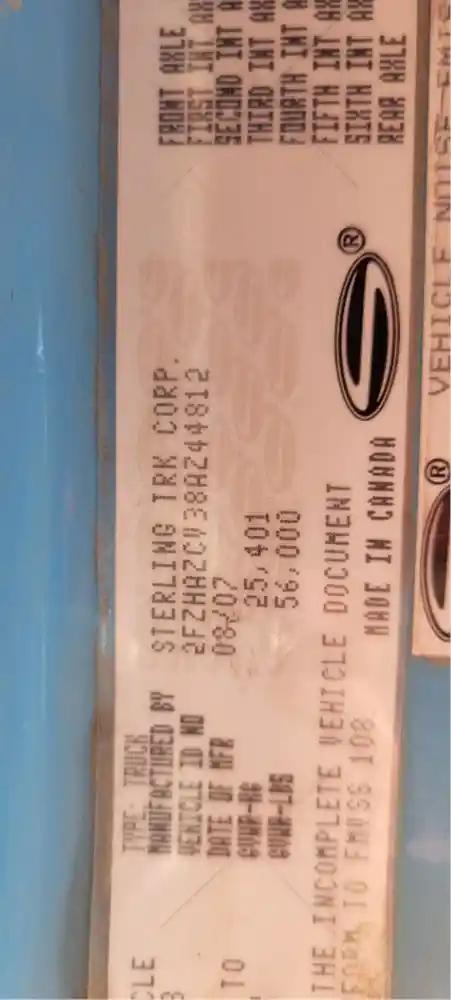 TYPE: TRUCK
MANUFACTURED BY STERLING TRK CORP.
VEHICLE ID NO 2FZHAZCV38AZ44812
DATE OF MFR 08/07
GVWR-KG 25,401
GVWR-LBS 56,000
THE INCOMPLETE VEHICLE DOCUMENT
FORM TO FMVSS 108
MADE IN CANADA
®
FRONT AXLE
FIRST INT AX
SECOND INT A
THIRD INT AX
FOURTH INT A
FIFTH INT AX
SIXTH INT AX
REAR AXLE
CLE
TO
VEHICLE NOISE EMIS
®